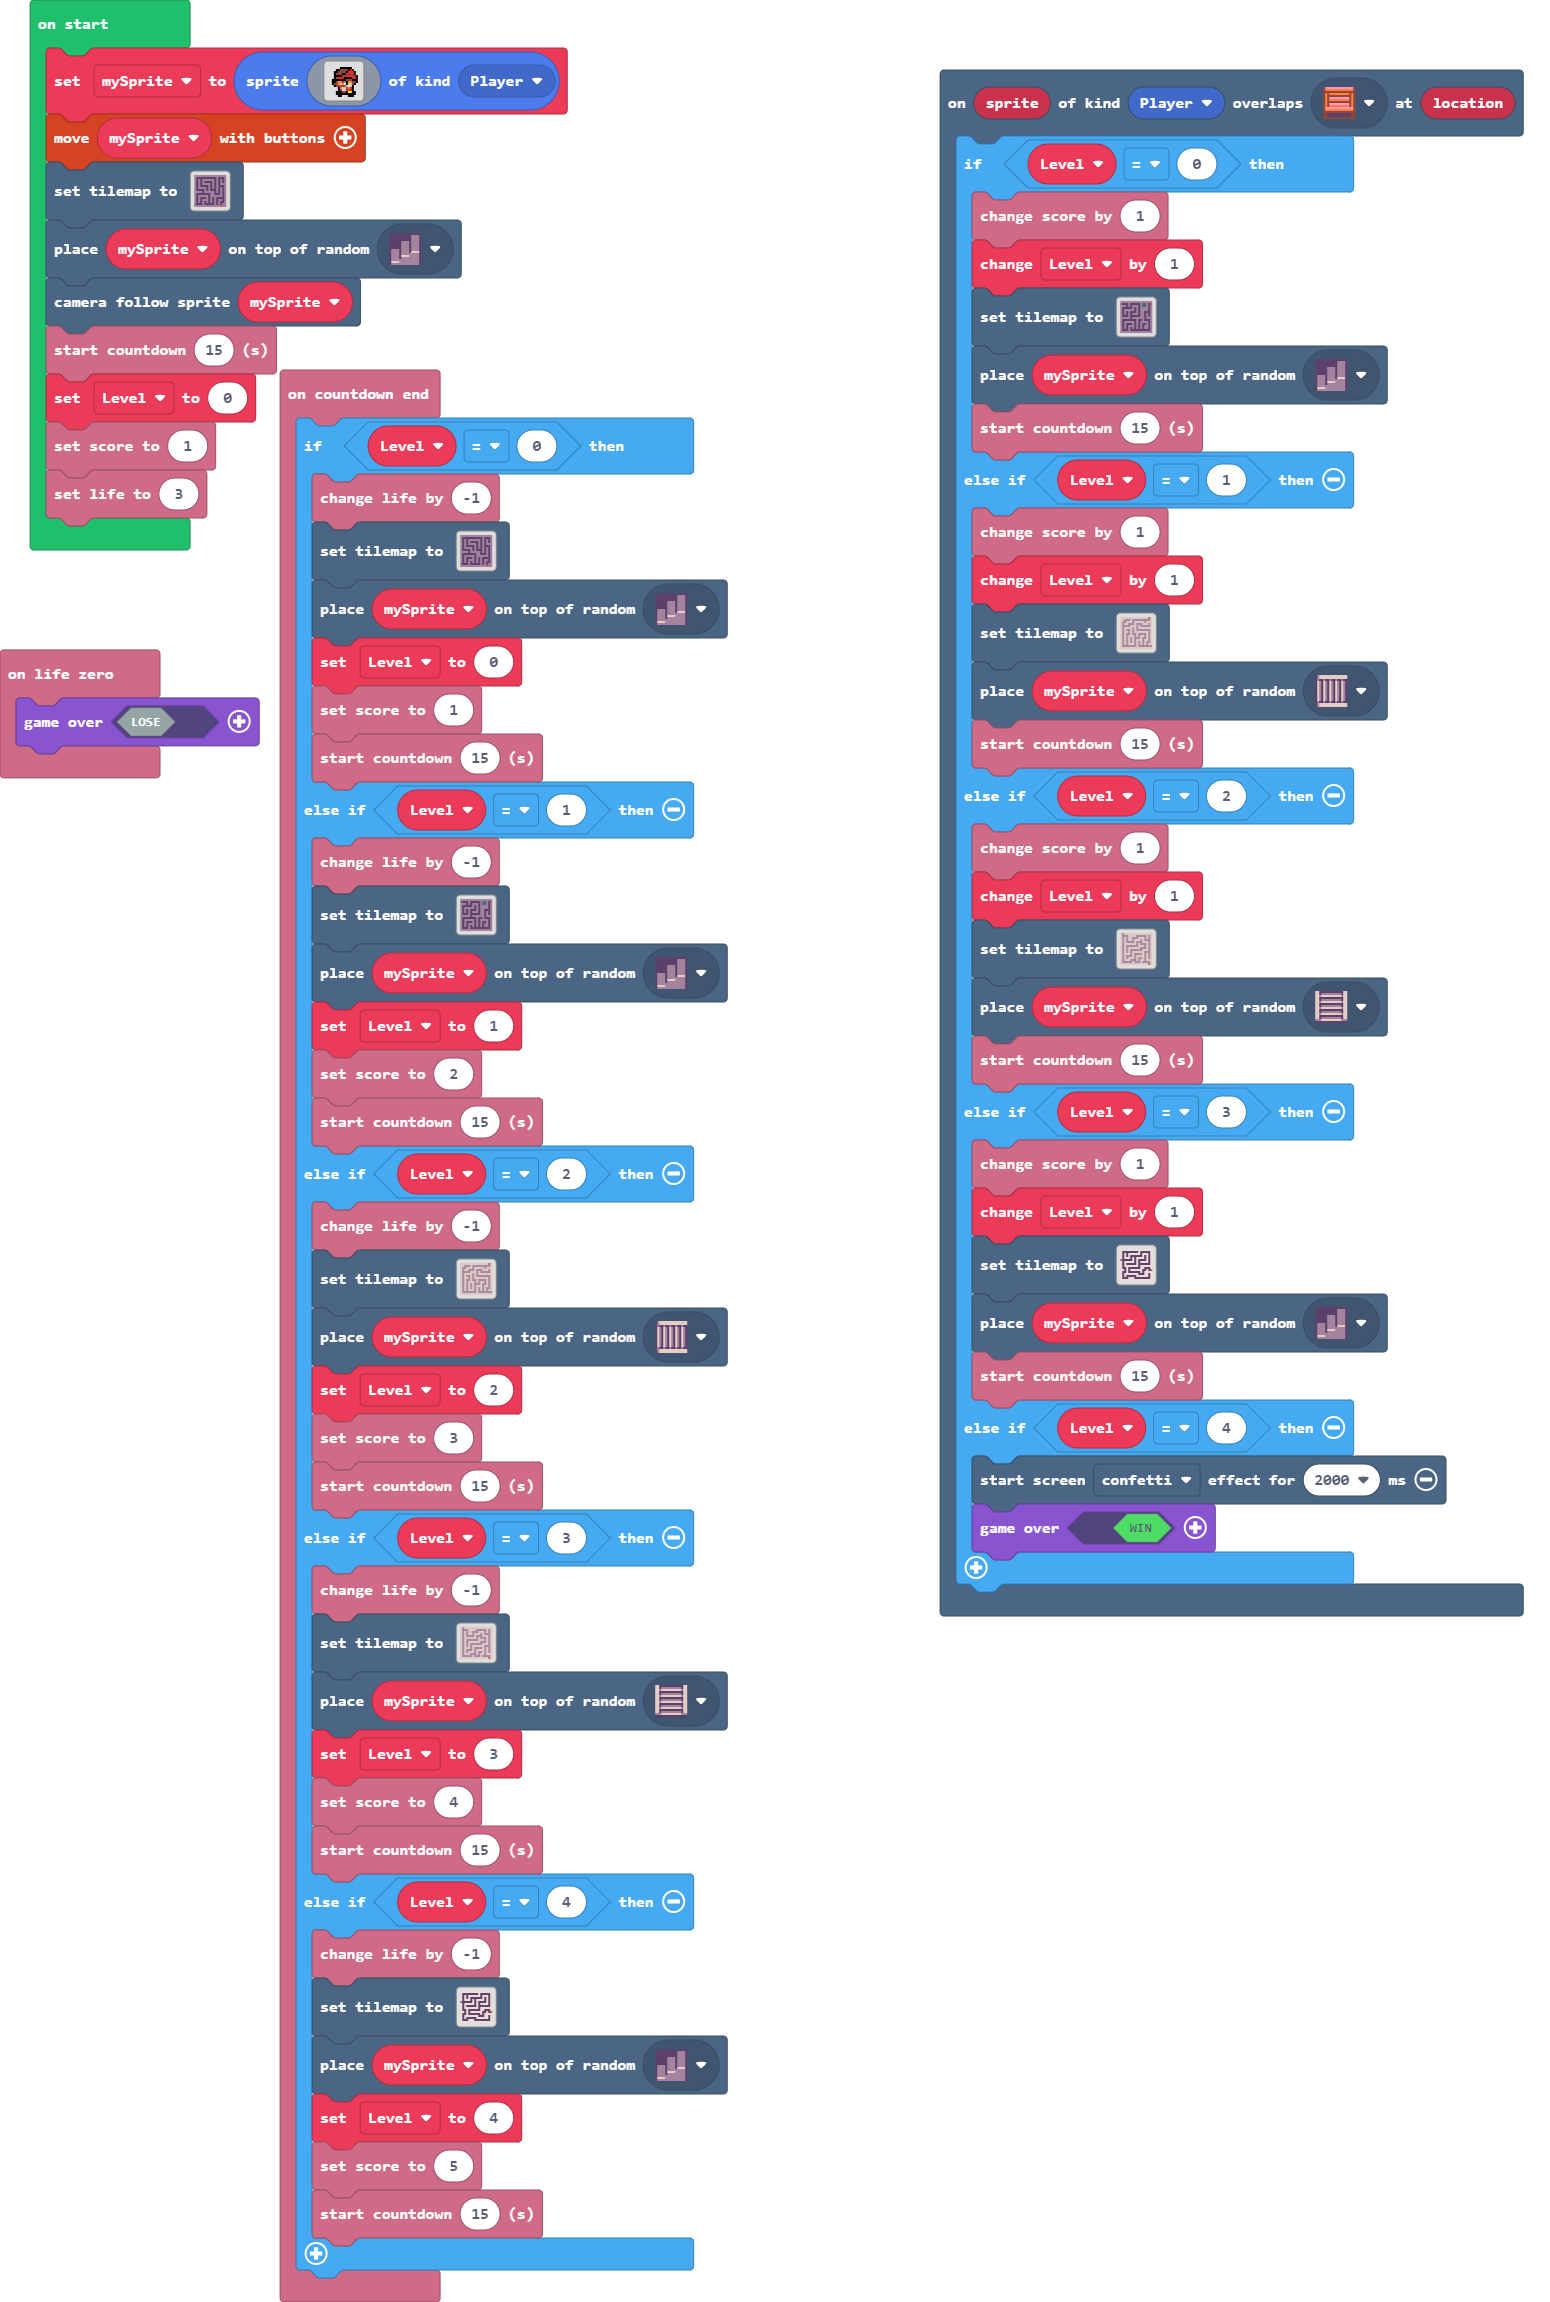 on start
set mySprite to sprite of kind Player
move mySprite with buttons
set tilemap to
place mySprite on top of random
camera follow sprite mySprite
start countdown 15 (s)
set Level to 0
set score to 1
set life to 3
on life zero
game over LOSE
on countdown end
if Level = 0 then
change life by -1
set tilemap to
place mySprite on top of random
set Level to 0
set score to 1
start countdown 15 (s)
else if Level = 1 then
change life by -1
set tilemap to
place mySprite on top of random
set Level to 1
set score to 2
start countdown 15 (s)
else if Level = 2 then
change life by -1
set tilemap to
place mySprite on top of random
set Level to 2
set score to 3
start countdown 15 (s)
else if Level = 3 then
change life by -1
set tilemap to
place mySprite on top of random
set Level to 3
set score to 4
start countdown 15 (s)
else if Level = 4 then
change life by -1
set tilemap to
place mySprite on top of random
set Level to 4
set score to 5
start countdown 15 (s)
on sprite of kind Player overlaps at location
if Level = 0 then
change score by 1
change Level by 1
set tilemap to
place mySprite on top of random
start countdown 15 (s)
else if Level = 1 then
change score by 1
change Level by 1
set tilemap to
place mySprite on top of random
start countdown 15 (s)
else if Level = 2 then
change score by 1
change Level by 1
set tilemap to
place mySprite on top of random
start countdown 15 (s)
else if Level = 3 then
change score by 1
change Level by 1
set tilemap to
place mySprite on top of random
start countdown 15 (s)
else if Level = 4 then
start screen confetti effect for 2000 ms
game over WIN